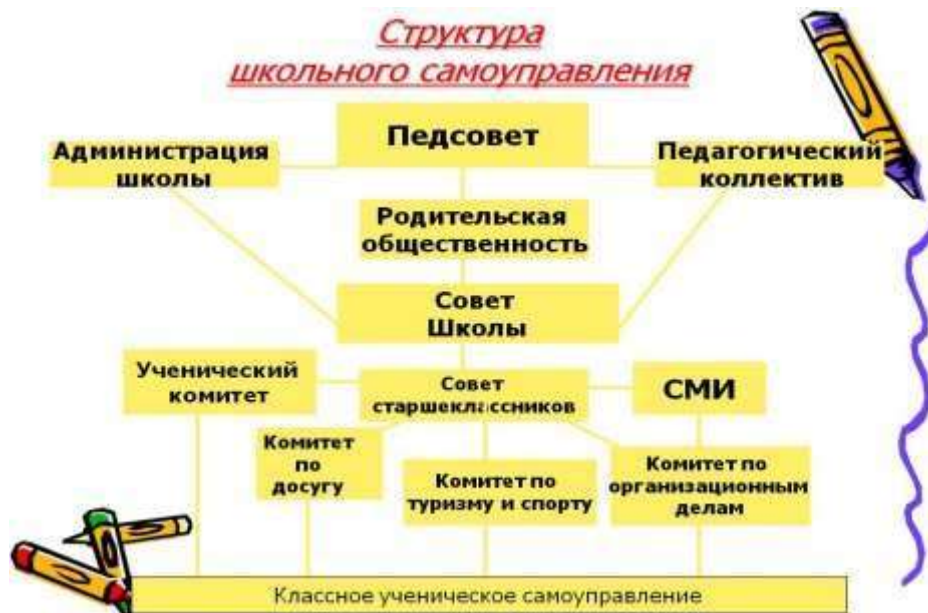 Структура
школьного самоуправления
Педсовет
Администрация
школы
Педагогический
коллектив
Родительская
общественность
Совет
Школы
Ученический
комитет
Совет
старшеклассников
СМИ
Комитет
по
досугу
Комитет по
туризму и спорту
Комитет по
организационным
делам
Классное ученическое самоуправление